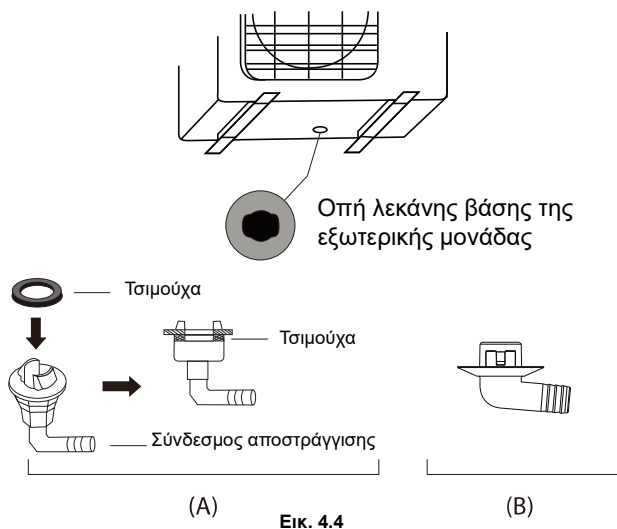 Οπή λεκάνης βάσης της
εξωτερικής μονάδας
Τσιμούχα
Τσιμούχα
Σύνδεσμος αποστράγγισης
(A)
(B)
Εικ. 4.4